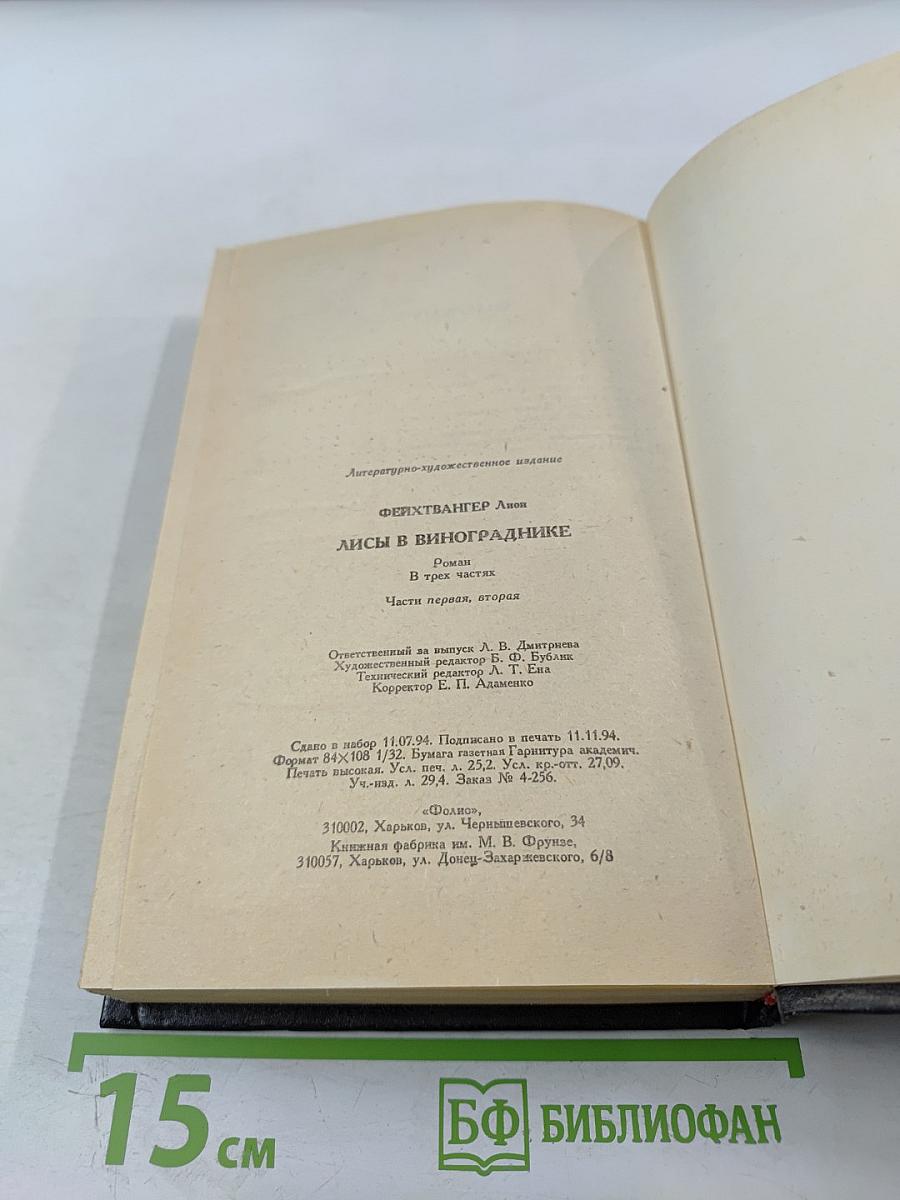 Литературно-художественное издание
ФЕЙХТВАНГЕР Лион
ЛИСЫ В ВИНОГРАДНИКЕ
Роман
В трех частях
Части первая, вторая
Ответственный за выпуск Л. В. Дмитриева
Художественный редактор Б. Ф. Бублик
Технический редактор Л. Т. Ена
Корректор Е. П. Адаменко
Сдано в набор 11.07.94. Подписано в печать 11.11.94.
Формат 84×108 1/32. Бумага газетная Гарнитура академич.
Печать высокая. Усл. печ. л. 25,2. Усл. кр.-отт. 27,09.
Уч.-изд. л. 29,4. Заказ № 4-256.
«Фолио»,
310002, Харьков, ул. Чернышевского, 34
Книжная фабрика им. М. В. Фрунзе,
310057, Харьков, ул. Донец-Захаржевского, 6/8
15 см
БФ БИБЛИОФАН